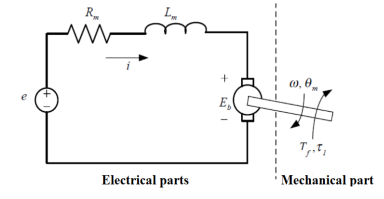 R_m L_m
i
e + −
+
E_b
−
ω, θ_m
T_f, τ_l
Electrical parts Mechanical part